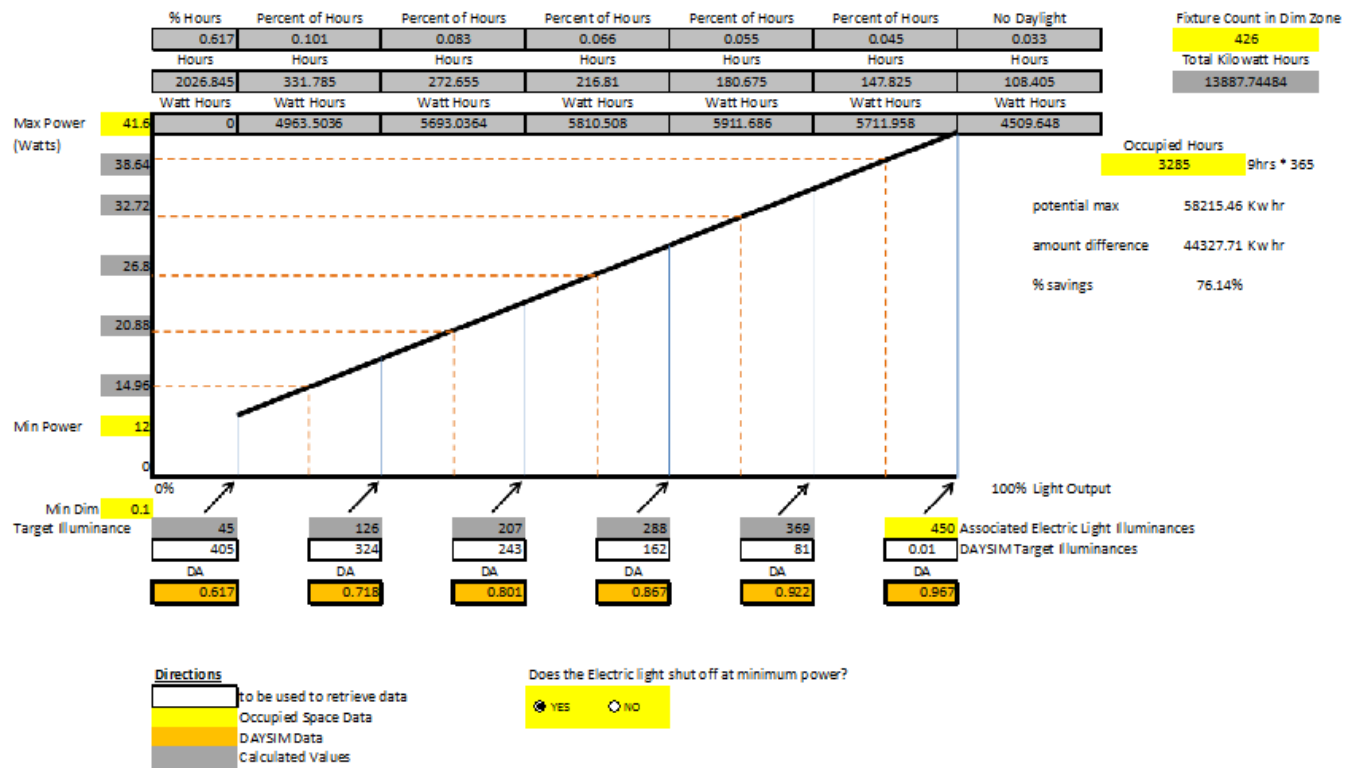 % Hours Percent of Hours Percent of Hours Percent of Hours Percent of Hours Percent of Hours No Daylight Fixture Count in Dim Zone
0.617 0.101 0.083 0.066 0.055 0.045 0.033 426
Hours Hours Hours Hours Hours Hours Hours Total Kilowatt Hours
2026.845 331.785 272.655 216.81 180.675 147.825 108.405 13887.74484
Watt Hours Watt Hours Watt Hours Watt Hours Watt Hours Watt Hours Watt Hours
Max Power 41.6 0 4963.5036 5693.0364 5810.508 5911.686 5711.958 4509.648
(Watts)
Occupied Hours
38.64 3285 9hrs * 365
32.72 potential max 58215.46 Kw hr
amount difference 44327.71 Kw hr
26.8
% savings 76.14%
20.88
14.96
Min Power 12
0
0% 100% Light Output
Min Dim 0.1
Target Illuminance 45 126 207 288 369 450 Associated Electric Light Illuminances
405 324 243 162 81 0.01 DAYSIM Target Illuminances
DA DA DA DA DA DA
0.617 0.718 0.801 0.867 0.922 0.967
Directions Does the Electric light shut off at minimum power?
to be used to retrieve data
Occupied Space Data YES NO
DAYSIM Data
Calculated Values